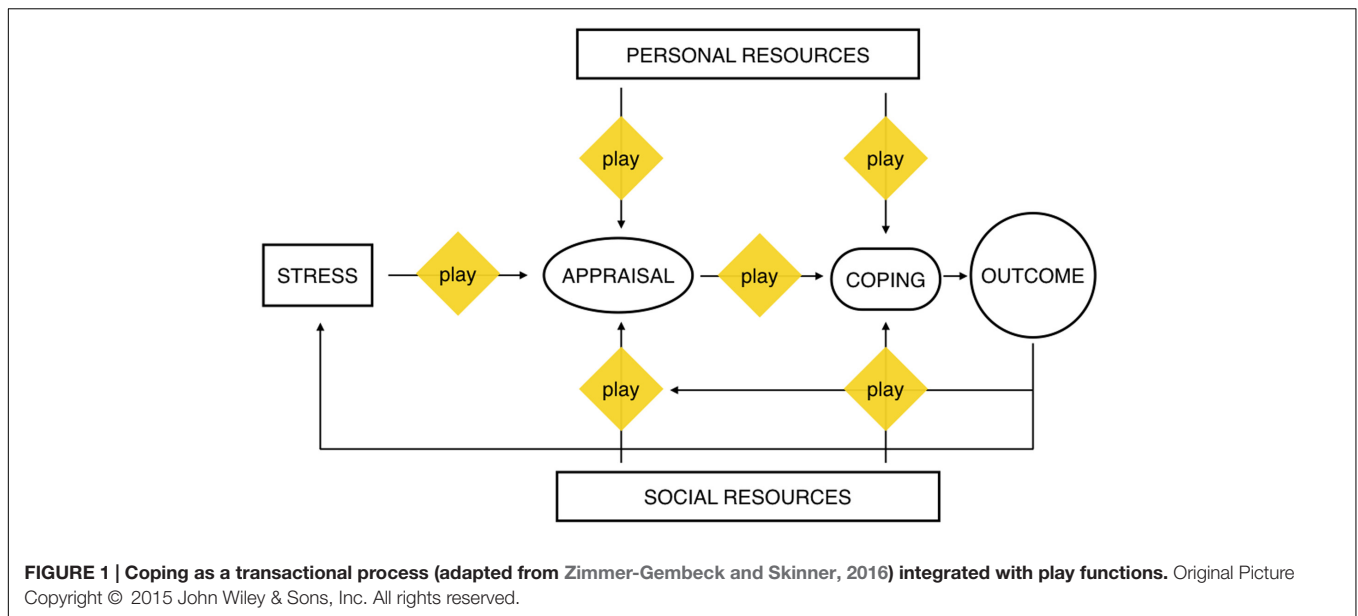 PERSONAL RESOURCES
play play
STRESS play APPRAISAL play COPING OUTCOME
play play
SOCIAL RESOURCES
FIGURE 1 | Coping as a transactional process (adapted from Zimmer-Gembeck and Skinner, 2016) integrated with play functions. Original Picture
Copyright © 2015 John Wiley & Sons, Inc. All rights reserved.